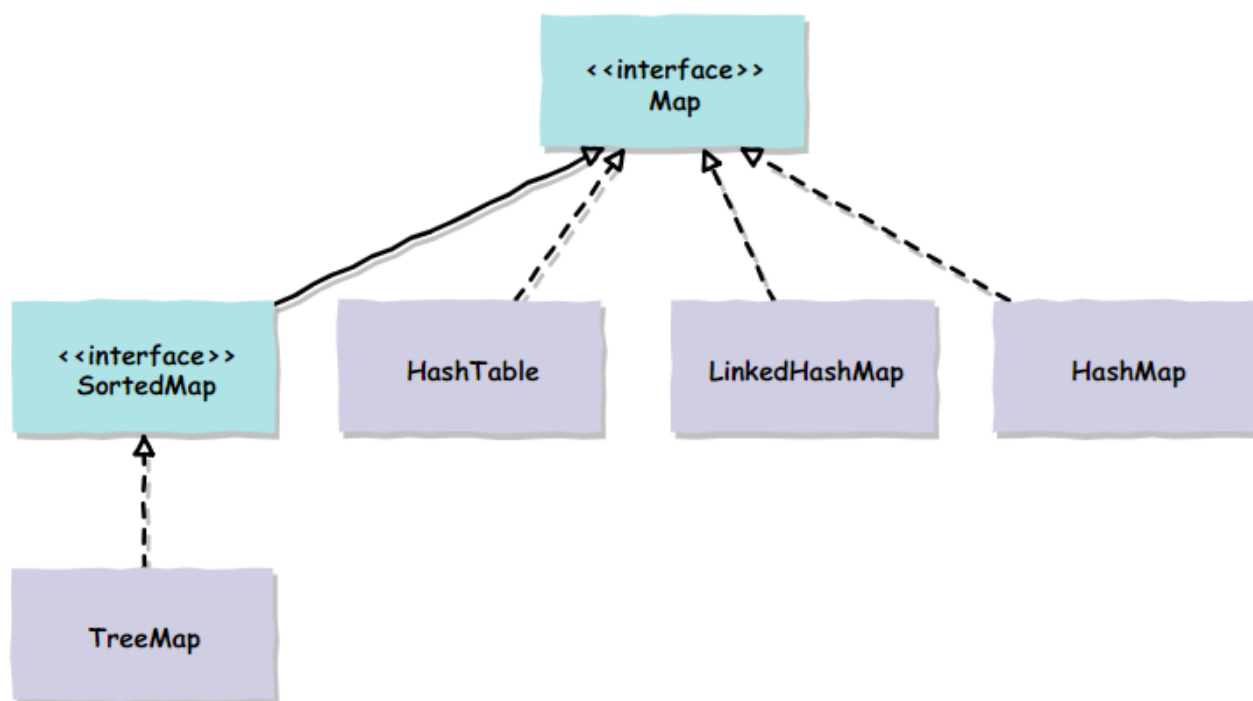 <<interface>>
Map
<<interface>>
SortedMap
HashTable
LinkedHashMap
HashMap
TreeMap